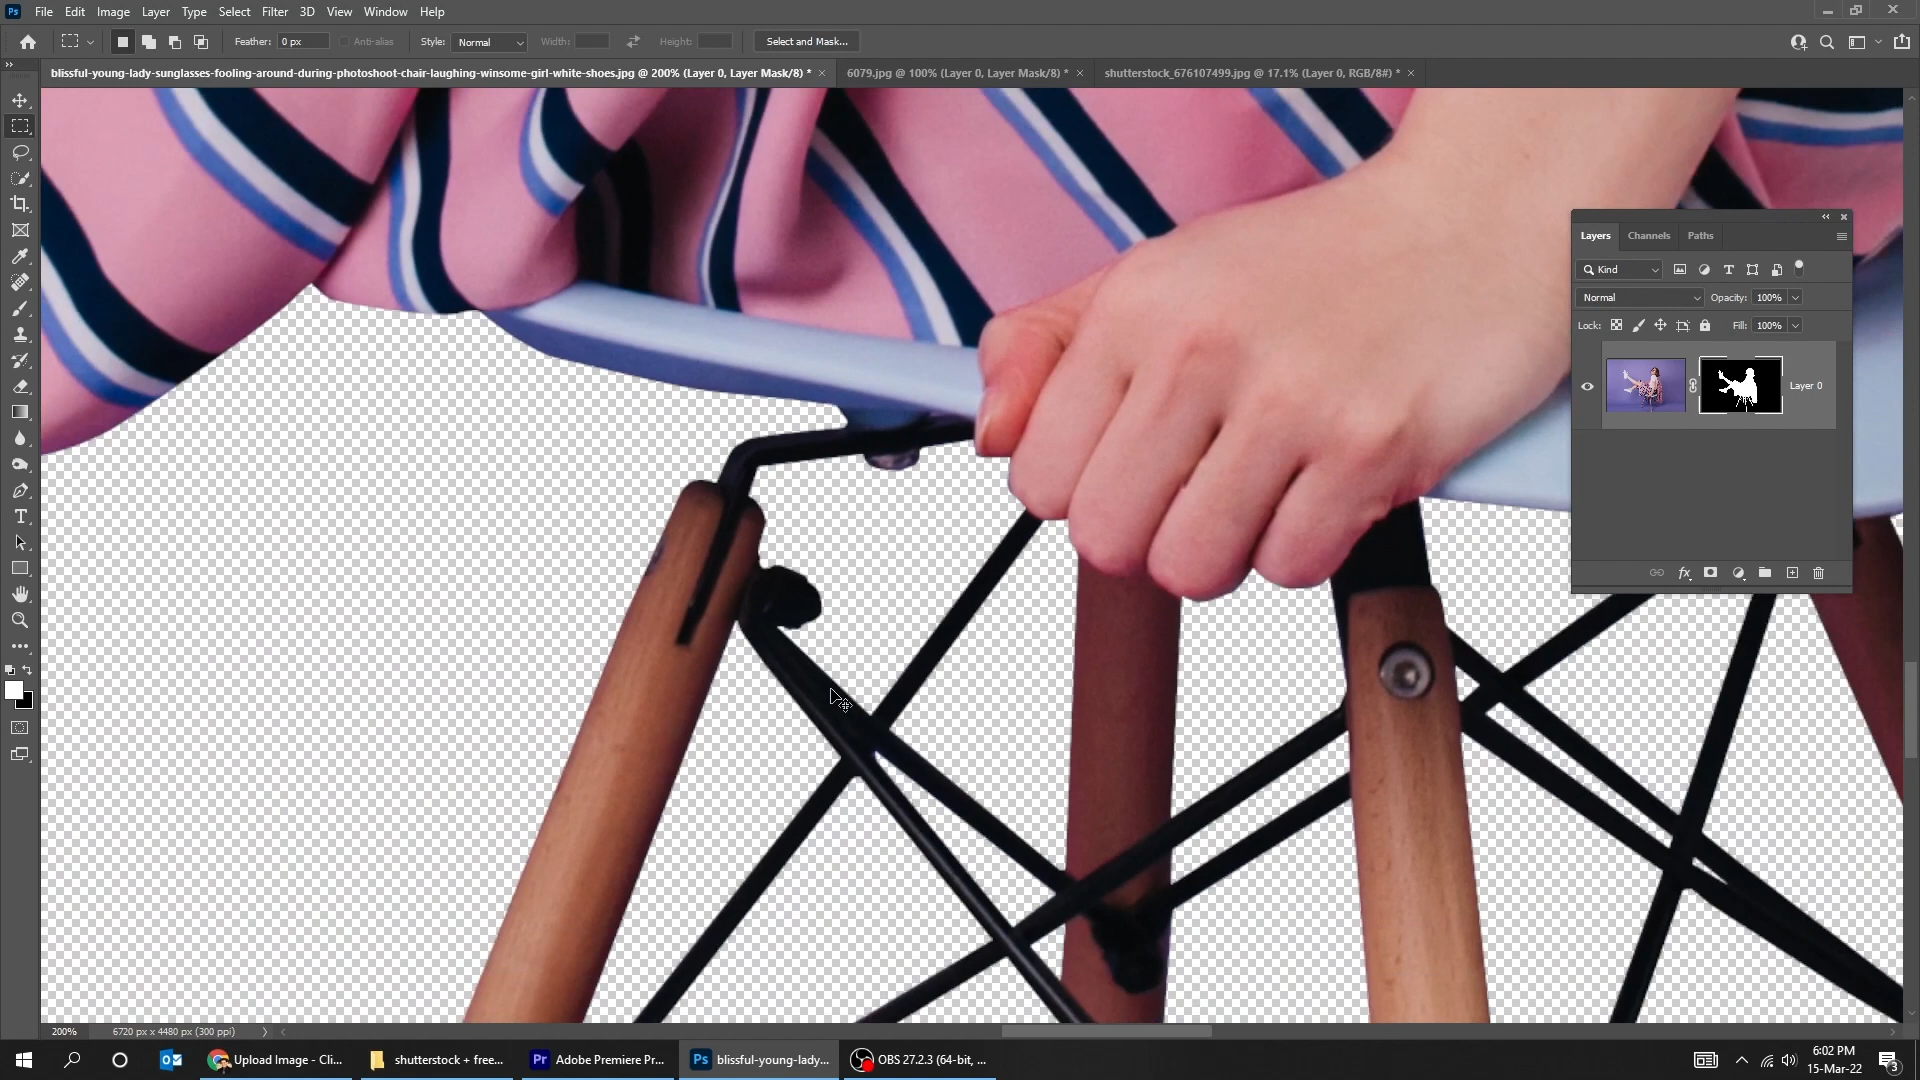 Ps File Edit Image Layer Type Select Filter 3D View Window Help
Feather: 0 px Anti-alias Style: Normal Width: Height: Select and Mask...
blissful-young-lady-sunglasses-fooling-around-during-photoshoot-chair-laughing-winsome-girl-white-shoes.jpg @ 200% (Layer 0, Layer Mask/8) * 6079.jpg @ 100% (Layer 0, Layer Mask/8) * shutterstock_676107499.jpg @ 17.1% (Layer 0, RGB/8#) *
Layers Channels Paths
Kind
Normal Opacity: 100%
Lock: Fill: 100%
Layer 0
200% 6720 px x 4480 px (300 ppi)
Upload Image - Cli... shutterstock + free... Pr Adobe Premiere Pr... Ps blissful-young-lady... OBS 27.2.3 (64-bit, ...
6:02 PM
15-Mar-22
3